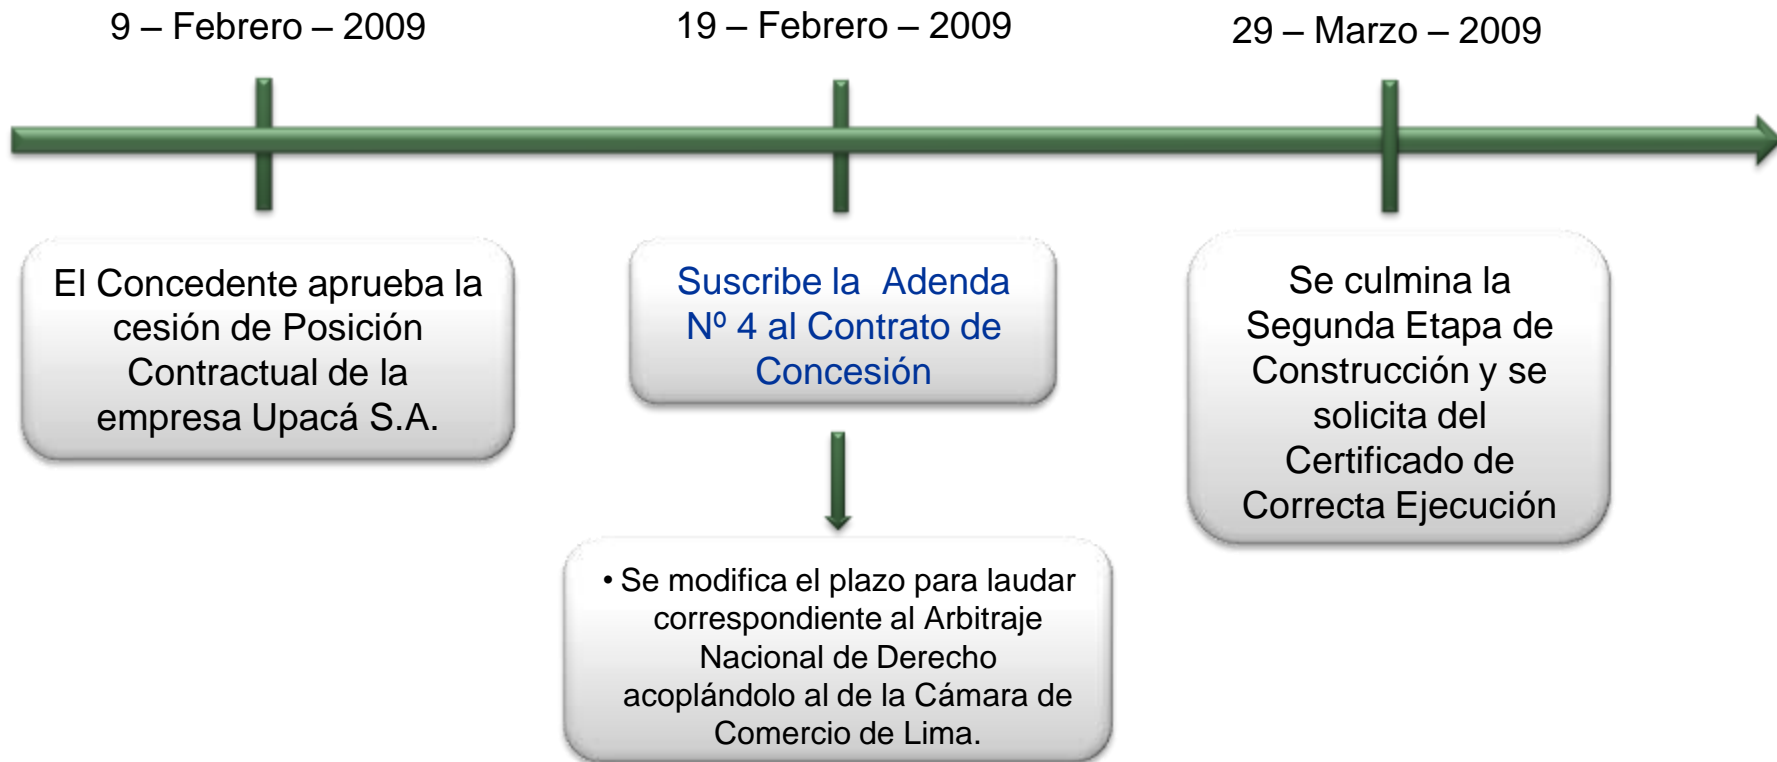 9 – Febrero – 2009
19 – Febrero – 2009
29 – Marzo – 2009
El Concedente aprueba la
cesión de Posición
Contractual de la
empresa Upacá S.A.
Suscribe la Adenda
Nº 4 al Contrato de
Concesión
Se culmina la
Segunda Etapa de
Construcción y se
solicita del
Certificado de
Correcta Ejecución
• Se modifica el plazo para laudar
correspondiente al Arbitraje
Nacional de Derecho
acoplándolo al de la Cámara de
Comercio de Lima.